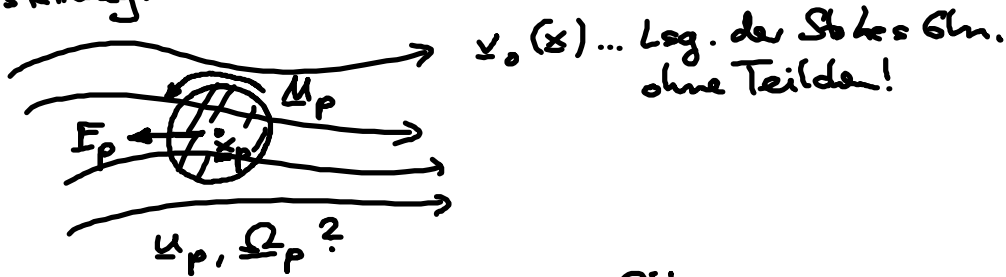 v₀(x) ... Lsg. der Stokes Gln.
ohne Teilchen!
M_p
F_p
x_p
u_p, Ω_p ?